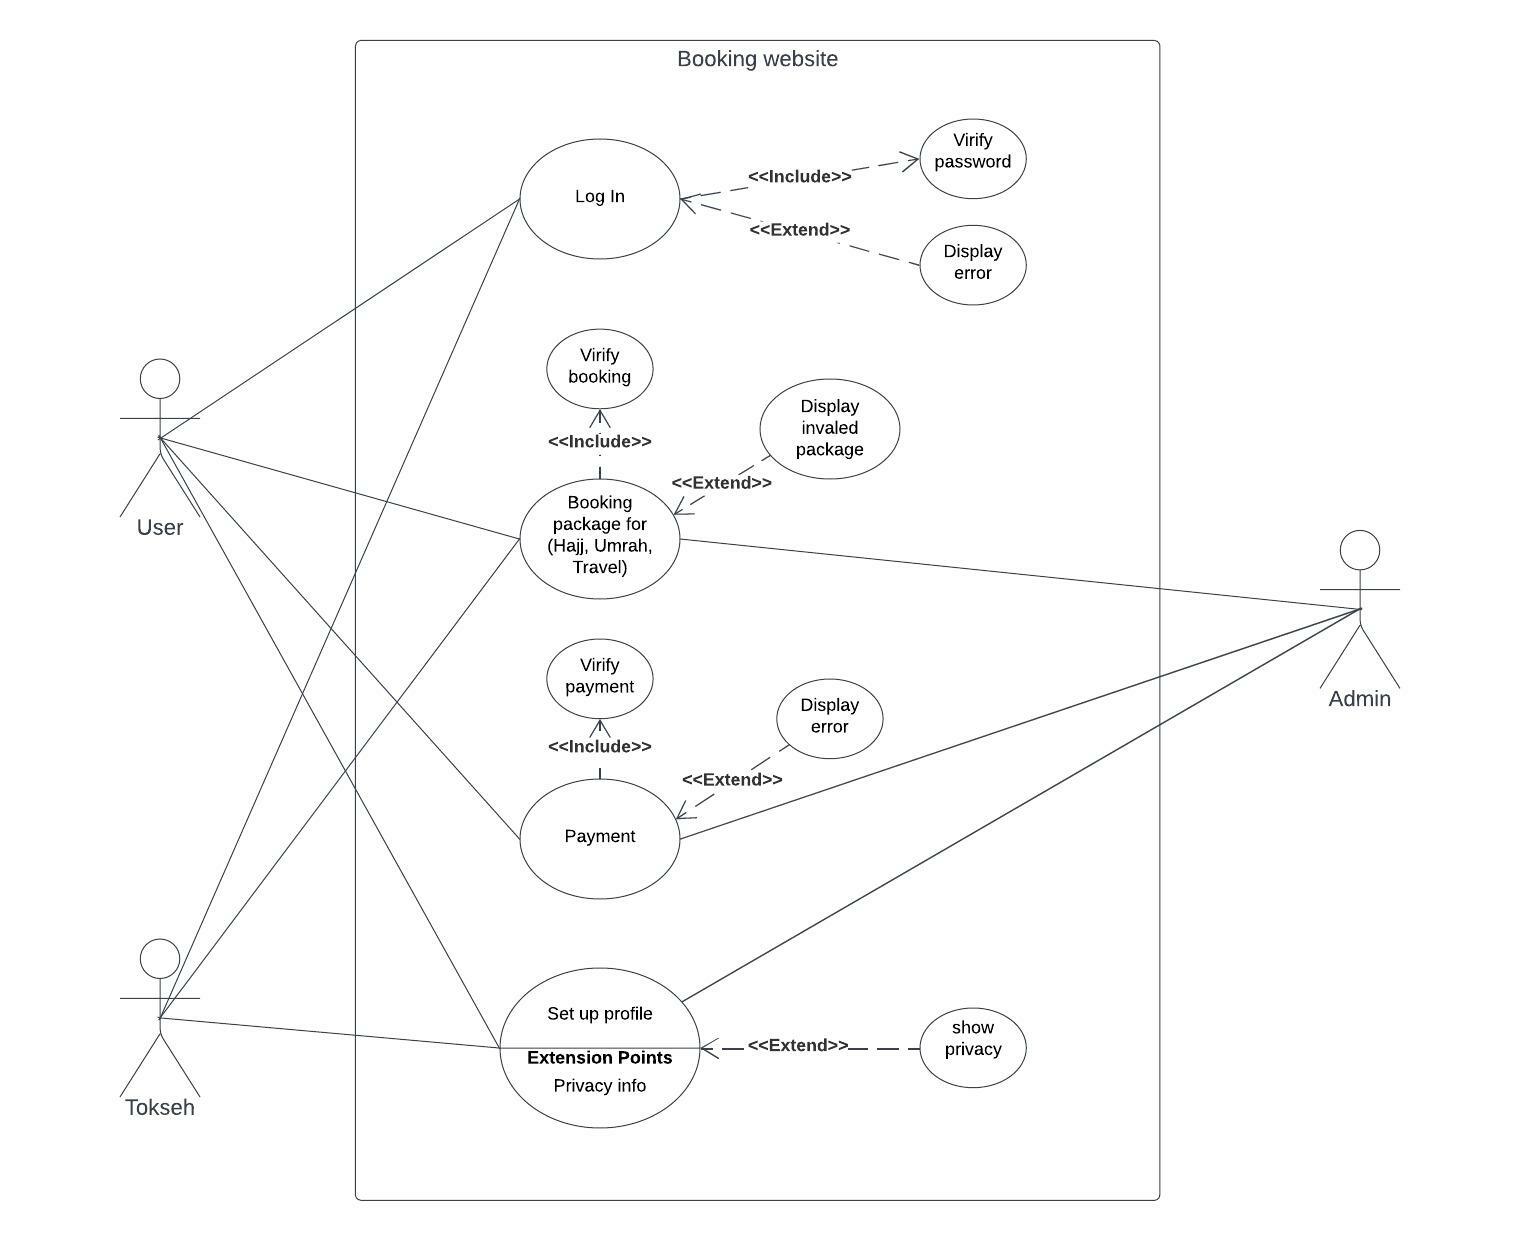 Booking website
Virify
password
<<Include>>
Log In
<<Extend>>
Display
error
Virify
booking
Display
invaled
package
<<Include>>
<<Extend>>
Booking
package for
(Hajj, Umrah,
Travel)
User
Virify
payment
Admin
Display
error
<<Include>>
<<Extend>>
Payment
Set up profile
show
privacy
<<Extend>>
Extension Points
Privacy info
Tokseh